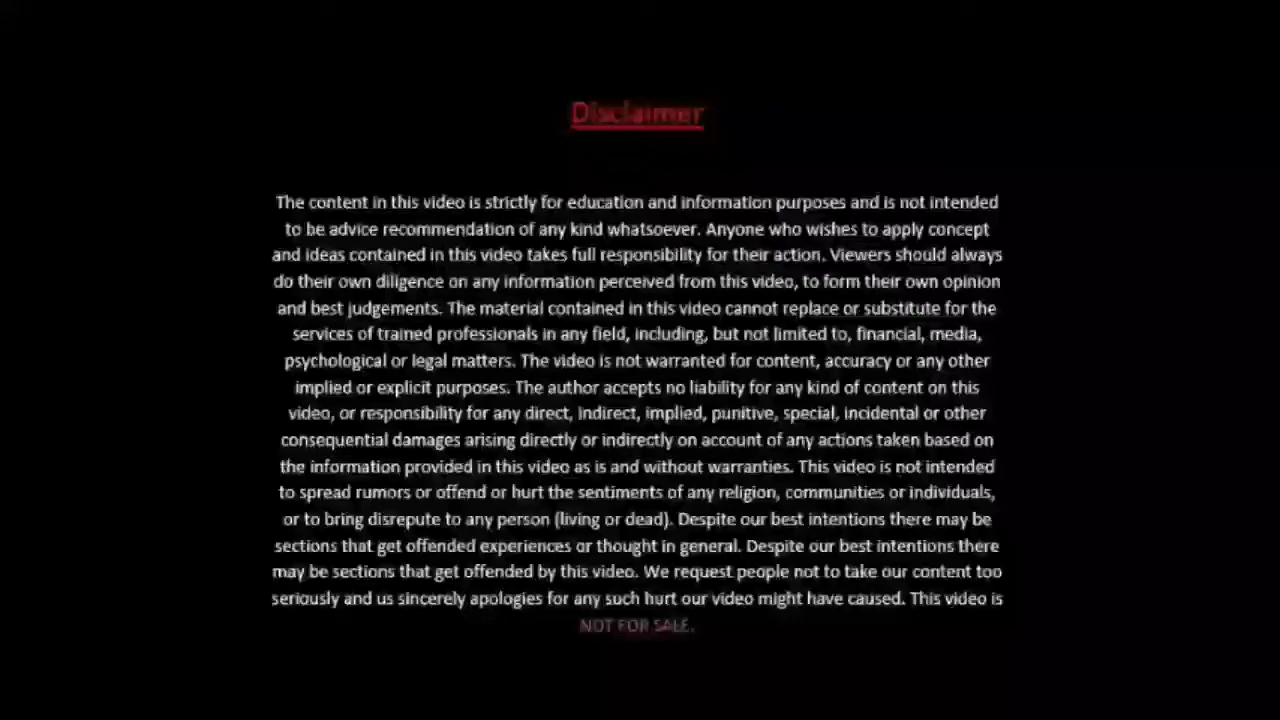 Disclaimer
The content in this video is strictly for education and information purposes and is not intended
to be advice recommendation of any kind whatsoever. Anyone who wishes to apply concept
and ideas contained in this video takes full responsibility for their action. Viewers should always
do their own diligence on any information perceived from this video, to form their own opinion
and best judgements. The material contained in this video cannot replace or substitute for the
services of trained professionals in any field, including, but not limited to, financial, media,
psychological or legal matters. The video is not warranted for content, accuracy or any other
implied or explicit purposes. The author accepts no liability for any kind of content on this
video, or responsibility for any direct, indirect, implied, punitive, special, incidental or other
consequential damages arising directly or indirectly on account of any actions taken based on
the information provided in this video as is and without warranties. This video is not intended
to spread rumors or offend or hurt the sentiments of any religion, communities or individuals,
or to bring disrepute to any person (living or dead). Despite our best intentions there may be
sections that get offended experiences or thought in general. Despite our best intentions there
may be sections that get offended by this video. We request people not to take our content too
seriously and us sincerely apologies for any such hurt our video might have caused. This video is
NOT FOR SALE.